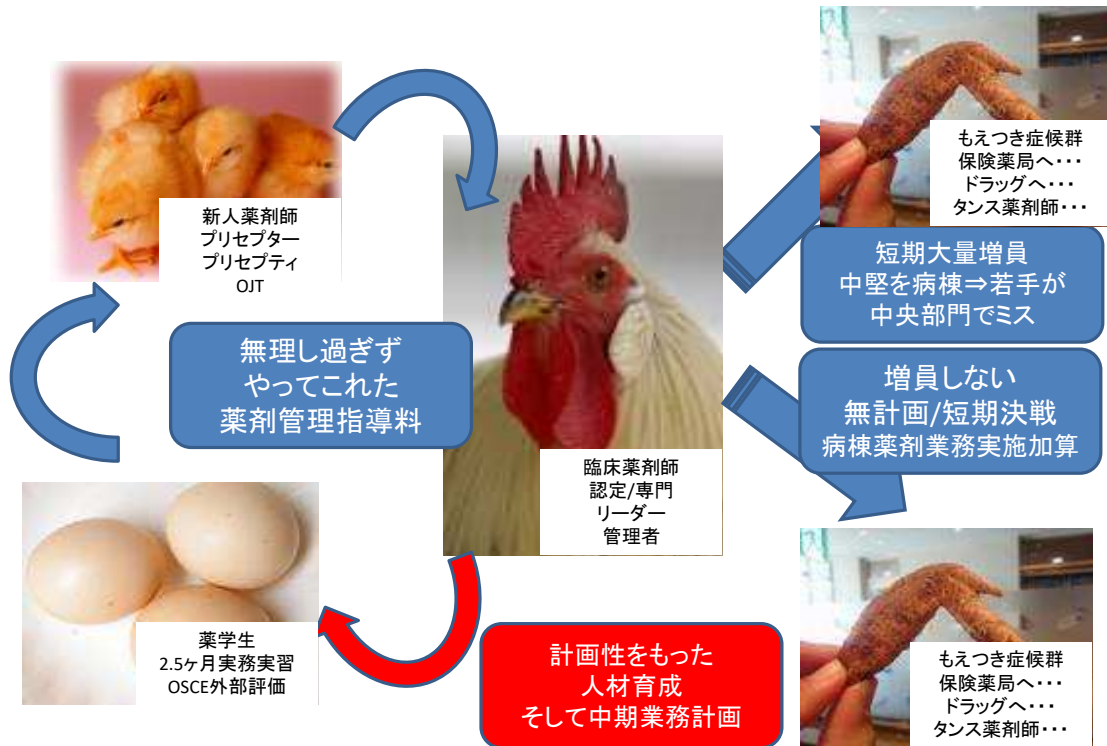 新人薬剤師
プリセプター
プリセプティ
OJT
無理し過ぎず
やってこれた
薬剤管理指導料
薬学生
2.5ヶ月実務実習
OSCE外部評価
臨床薬剤師
認定/専門
リーダー
管理者
計画性をもった
人材育成
そして中期業務計画
もえつき症候群
保険薬局へ・・・
ドラッグへ・・・
タンス薬剤師・・・
短期大量増員
中堅を病棟⇒若手が
中央部門でミス
増員しない
無計画/短期決戦
病棟薬剤業務実施加算
もえつき症候群
保険薬局へ・・・
ドラッグへ・・・
タンス薬剤師・・・